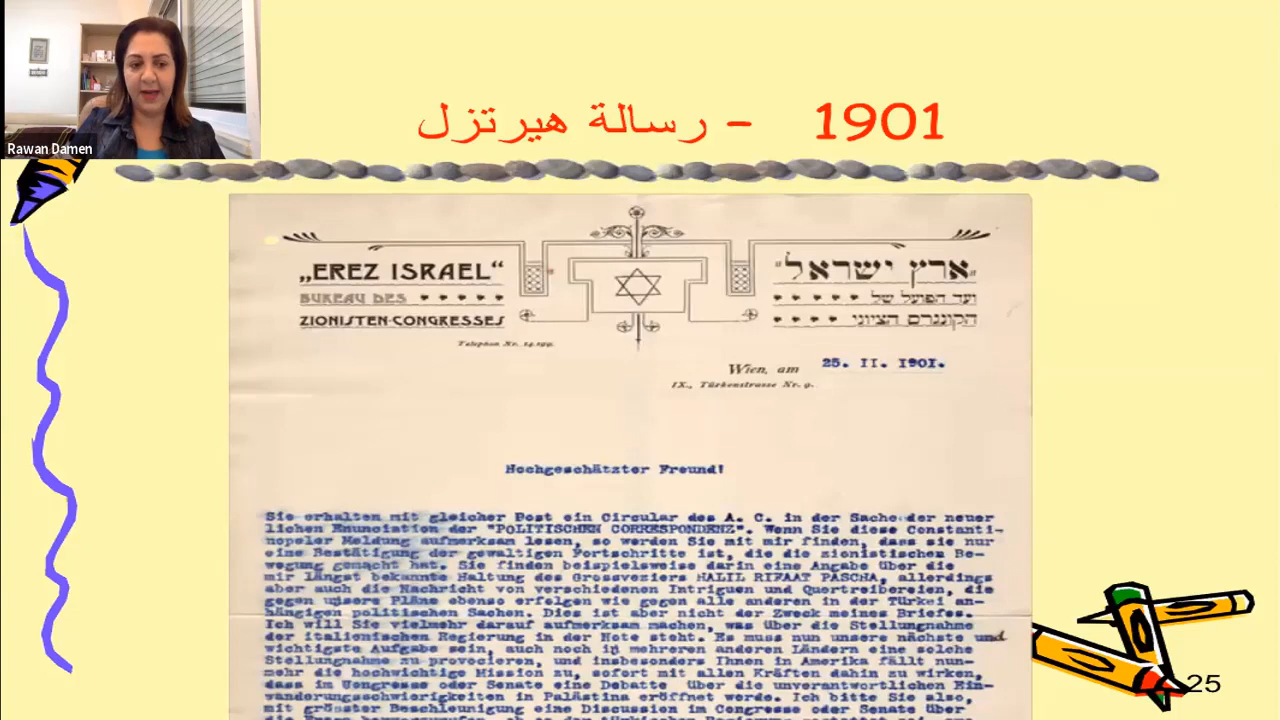 Rawan Damen
1901 - رسالة هيرتزل
„EREZ ISRAEL“
BUREAU DES
ZIONISTEN-CONGRESSES
"ארץ ישראל"
ועד הפועל של
הקונגרס הציוני
Telephon Nr. 14.199.
Wien, am 25. II. 1901.
IX., Türkenstrasse Nr. 9.
Hochgeschätzter Freund!
Sie erhalten mit gleicher Post ein Circular des A. C. in der Sache der neuer
lichen Enunciation der "POLITISCHEN CORRESPONDENZ". Wenn Sie diese Constanti-
nopeler Meldung aufmerksam lesen, so werden Sie mit mir finden, dass sie nur
eine Bestätigung der gewaltigen Fortschritte ist, die die zionistischen Be-
wegung gemacht hat. Sie finden beispielsweise darin eine Angabe über die
mir längst bekannte Haltung des Grossveziers HALIL RIFAAT PASCHA, allerdings
aber auch die Nachricht von verschiedenen Intriguen und Quertreibereien, die
gegen unsere Pläne ebenso erfolgen wie gegen alle anderen in der Türkei an-
hängigen politischen Sachen. Dies ist aber nicht der Zweck meines Briefes
Ich will Sie vielmehr darauf aufmerksam machen, was über die Stellungnahme
der italienischen Regierung in der Note steht. Es muss nun unsere nächste und
wichtigste Aufgabe sein, auch noch in mehreren anderen Ländern eine solche
Stellungnahme zu provocieren, und insbesonders Ihnen in Amerika fällt nun-
mehr die hochwichtige Mission zu, sofort mit allen Kräften dahin zu wirken,
dass im Congresse oder Senate eine Debatte über die unverantwortlichen Ein-
wanderungsschwierigkeiten in Palästina eröffnet werde. Ich bitte Sie also,
mit grösster Beschleunigung eine Discussion im Congresse oder Senate über
25